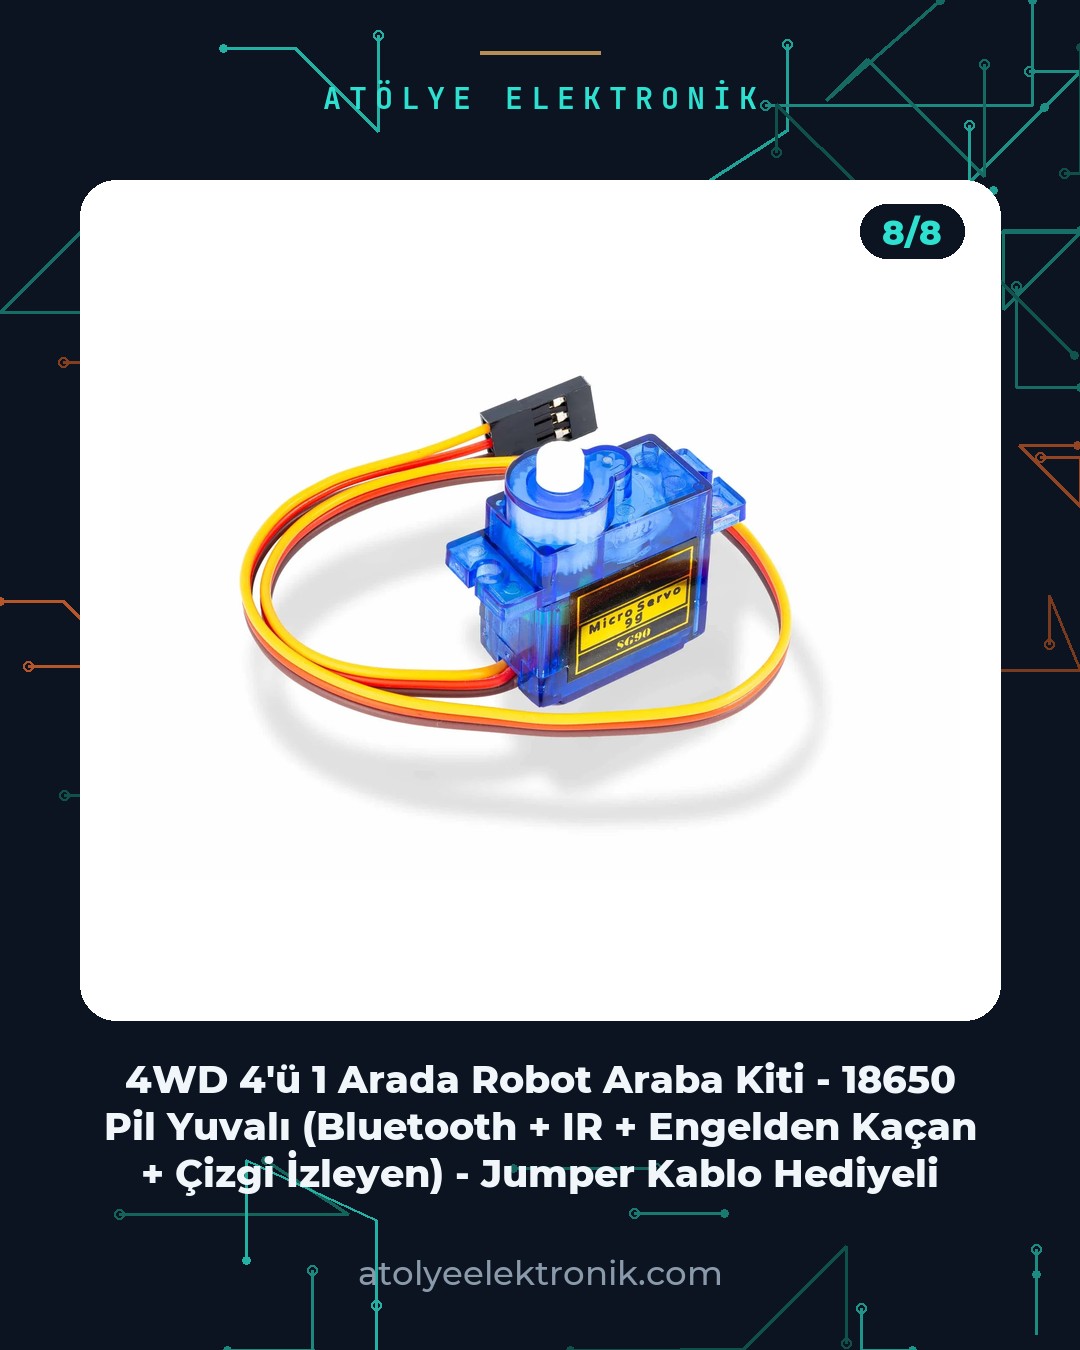 ATÖLYE ELEKTRONİK
8/8
Micro Servo
9g
SG90
4WD 4'ü 1 Arada Robot Araba Kiti - 18650
Pil Yuvalı (Bluetooth + IR + Engelden Kaçan
+ Çizgi İzleyen) - Jumper Kablo Hediyeli
atolyeelektronik.com